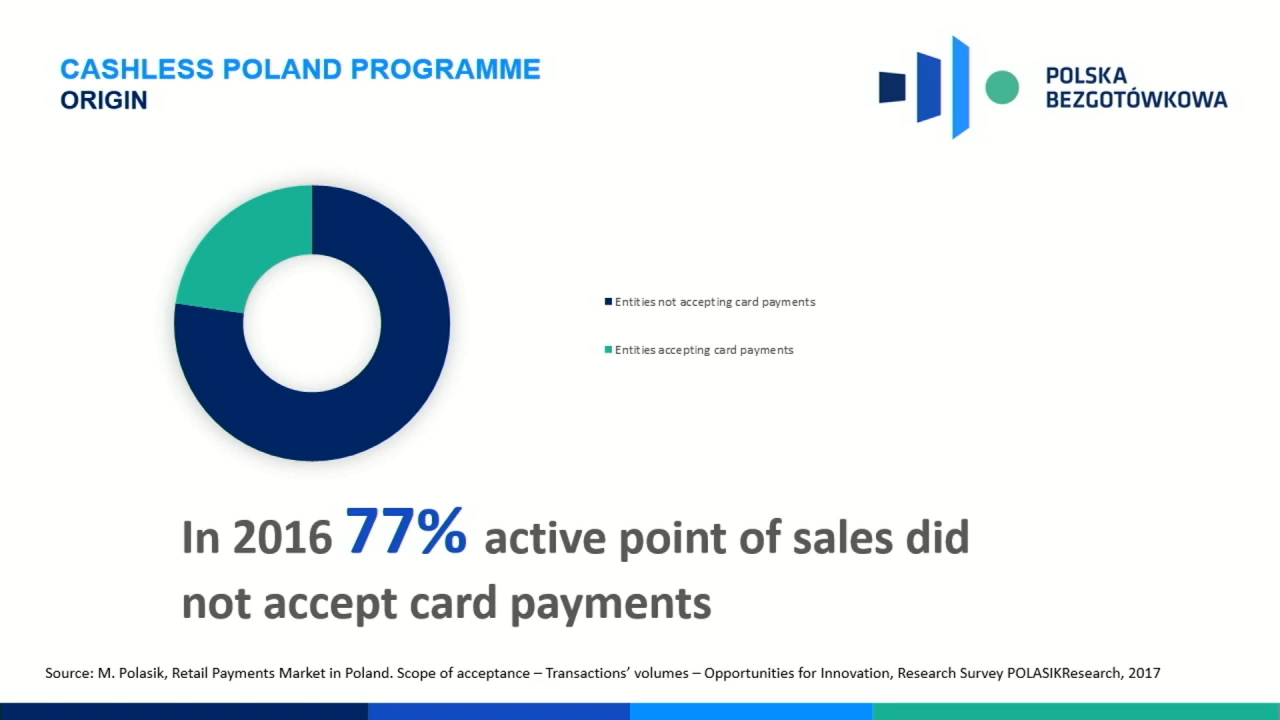 CASHLESS POLAND PROGRAMME
ORIGIN
POLSKA
BEZGOTÓWKOWA
Entities not accepting card payments
Entities accepting card payments
In 2016 77% active point of sales did
not accept card payments
Source: M. Polasik, Retail Payments Market in Poland. Scope of acceptance – Transactions’ volumes – Opportunities for Innovation, Research Survey POLASIKResearch, 2017